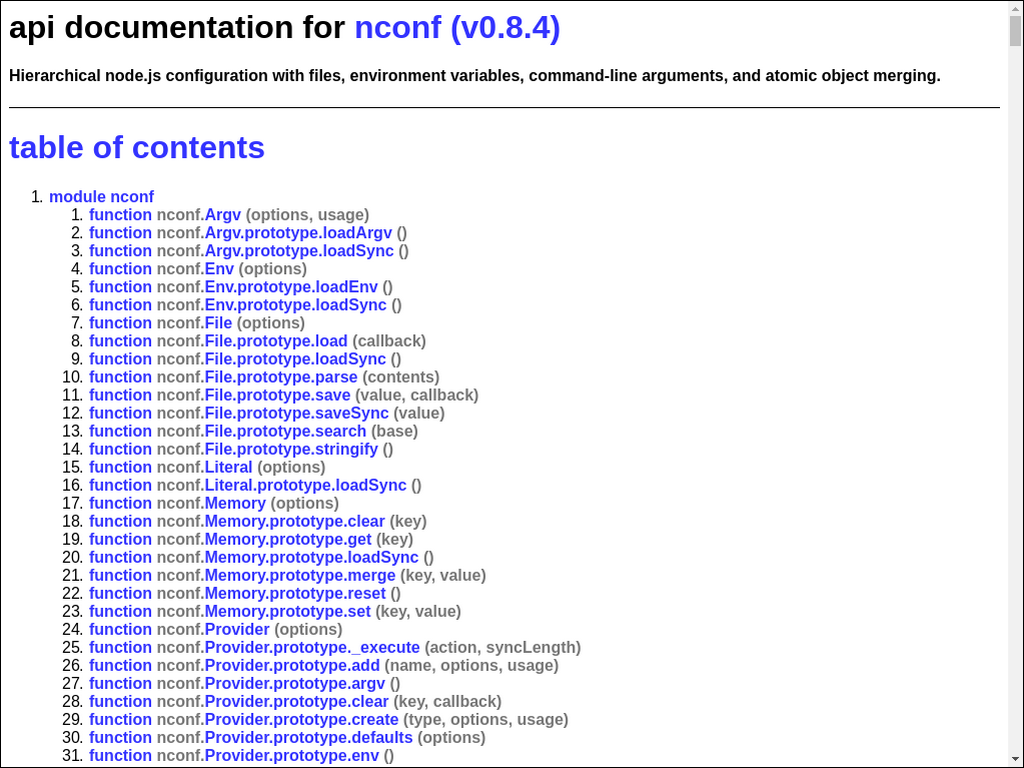 api documentation for nconf (v0.8.4)
Hierarchical node.js configuration with files, environment variables, command-line arguments, and atomic object merging.
table of contents
1. module nconf
1. function nconf.Argv (options, usage)
2. function nconf.Argv.prototype.loadArgv ()
3. function nconf.Argv.prototype.loadSync ()
4. function nconf.Env (options)
5. function nconf.Env.prototype.loadEnv ()
6. function nconf.Env.prototype.loadSync ()
7. function nconf.File (options)
8. function nconf.File.prototype.load (callback)
9. function nconf.File.prototype.loadSync ()
10. function nconf.File.prototype.parse (contents)
11. function nconf.File.prototype.save (value, callback)
12. function nconf.File.prototype.saveSync (value)
13. function nconf.File.prototype.search (base)
14. function nconf.File.prototype.stringify ()
15. function nconf.Literal (options)
16. function nconf.Literal.prototype.loadSync ()
17. function nconf.Memory (options)
18. function nconf.Memory.prototype.clear (key)
19. function nconf.Memory.prototype.get (key)
20. function nconf.Memory.prototype.loadSync ()
21. function nconf.Memory.prototype.merge (key, value)
22. function nconf.Memory.prototype.reset ()
23. function nconf.Memory.prototype.set (key, value)
24. function nconf.Provider (options)
25. function nconf.Provider.prototype._execute (action, syncLength)
26. function nconf.Provider.prototype.add (name, options, usage)
27. function nconf.Provider.prototype.argv ()
28. function nconf.Provider.prototype.clear (key, callback)
29. function nconf.Provider.prototype.create (type, options, usage)
30. function nconf.Provider.prototype.defaults (options)
31. function nconf.Provider.prototype.env ()